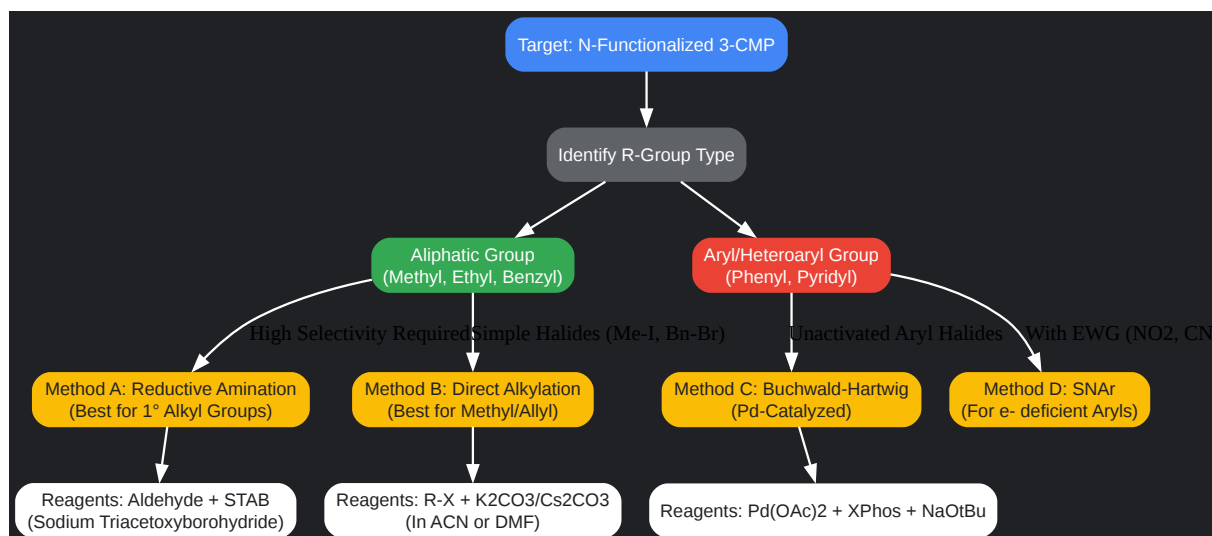 Target: N-Functionalized 3-CMP
Identify R-Group Type
Aliphatic Group
(Methyl, Ethyl, Benzyl)
Aryl/Heteroaryl Group
(Phenyl, Pyridyl)
High Selectivity Required
Simple Halides (Me-I, Bn-Br)
Unactivated Aryl Halides
With EWG (NO2, CN
Method A: Reductive Amination
(Best for 1° Alkyl Groups)
Method B: Direct Alkylation
(Best for Methyl/Allyl)
Method C: Buchwald-Hartwig
(Pd-Catalyzed)
Method D: SNAr
(For e- deficient Aryls)
Reagents: Aldehyde + STAB
(Sodium Triacetoxyborohydride)
Reagents: R-X + K2CO3/Cs2CO3
(In ACN or DMF)
Reagents: Pd(OAc)2 + XPhos + NaOtBu